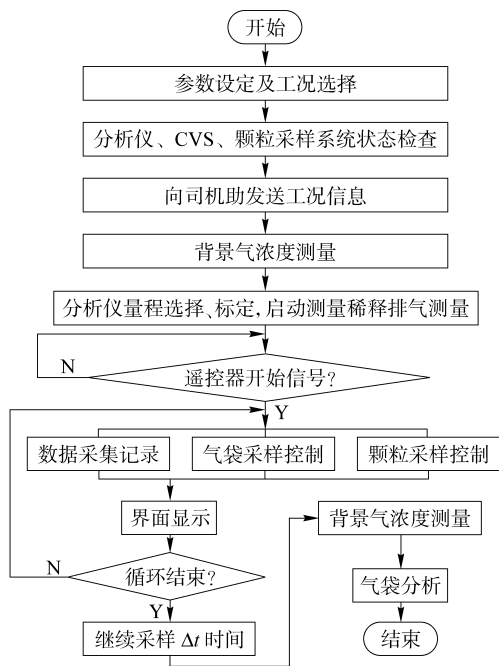 开始
参数设定及工况选择
分析仪、CVS、颗粒采样系统状态检查
向司机助发送工况信息
背景气浓度测量
分析仪量程选择、标定,启动测量稀释排气测量
N
遥控器开始信号?
Y
数据采集记录
气袋采样控制
颗粒采样控制
界面显示
背景气浓度测量
N
循环结束?
气袋分析
Y
继续采样 Δt 时间
结束